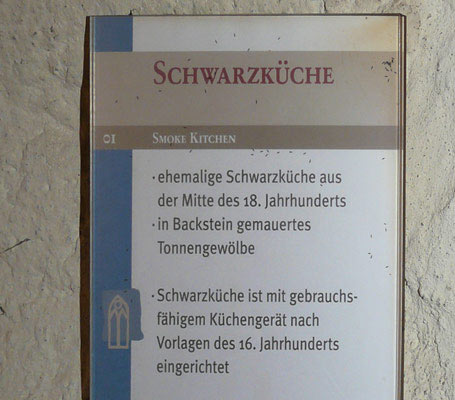 SCHWARZKÜCHE
01 SMOKE KITCHEN
· ehemalige Schwarzküche aus
der Mitte des 18. Jahrhunderts
· in Backstein gemauertes
Tonnengewölbe
· Schwarzküche ist mit gebrauchs-
fähigem Küchengerät nach
Vorlagen des 16. Jahrhunderts
eingerichtet